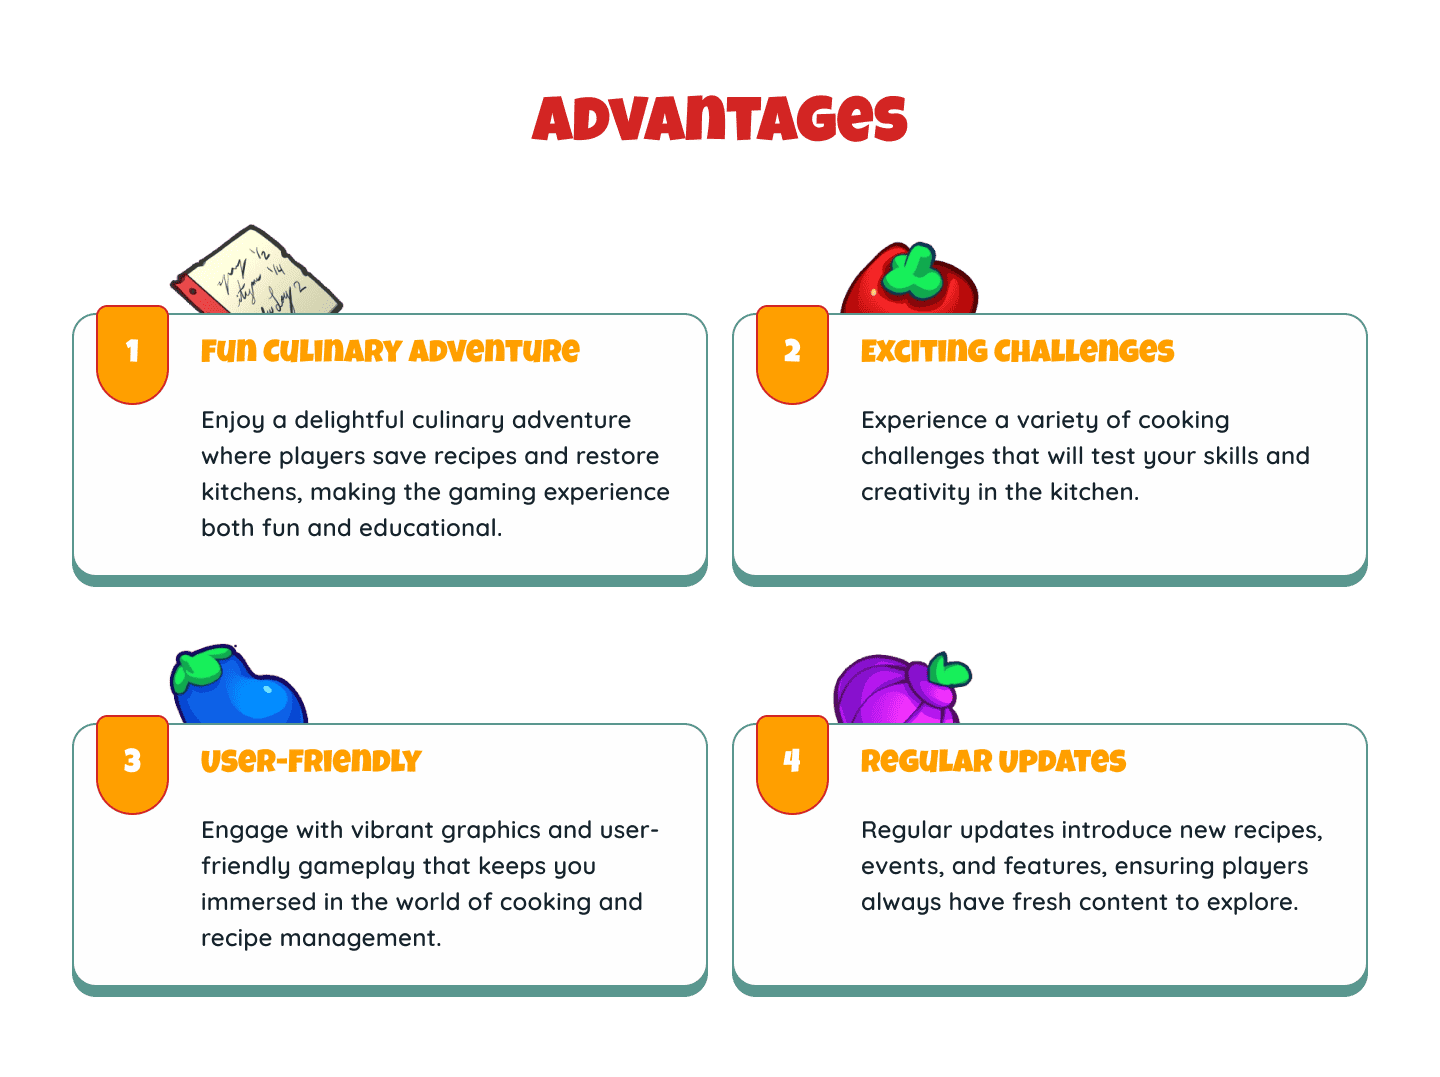 ADVANTAGES
1
FUN CULINARY ADVENTURE
Enjoy a delightful culinary adventure
where players save recipes and restore
kitchens, making the gaming experience
both fun and educational.
2
EXCITING CHALLENGES
Experience a variety of cooking
challenges that will test your skills and
creativity in the kitchen.
3
USER-FRIENDLY
Engage with vibrant graphics and user-
friendly gameplay that keeps you
immersed in the world of cooking and
recipe management.
4
REGULAR UPDATES
Regular updates introduce new recipes,
events, and features, ensuring players
always have fresh content to explore.